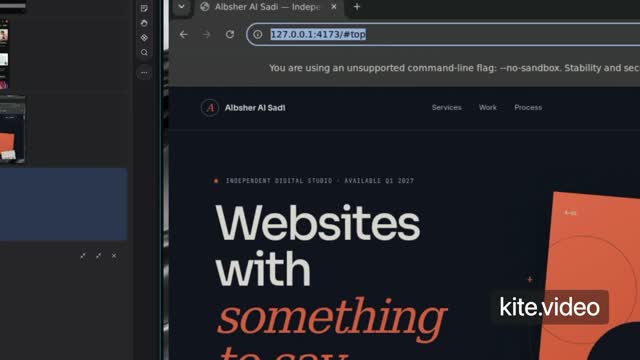 Albsher Al Sadi — Indepe
127.0.0.1:4173/#top
You are using an unsupported command-line flag: --no-sandbox. Stability and sec
A
Albsher Al Sadi
Services
Work
Process
INDEPENDENT DIGITAL STUDIO · AVAILABLE Q1 2027
Websites
with
something
to say
kite.video